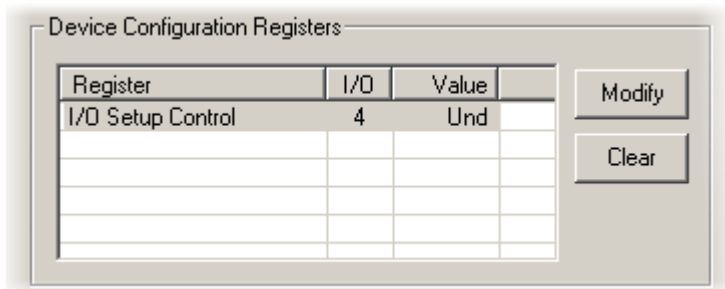 Device Configuration Registers
Register I/O Value
I/O Setup Control 4 Und
Modify
Clear